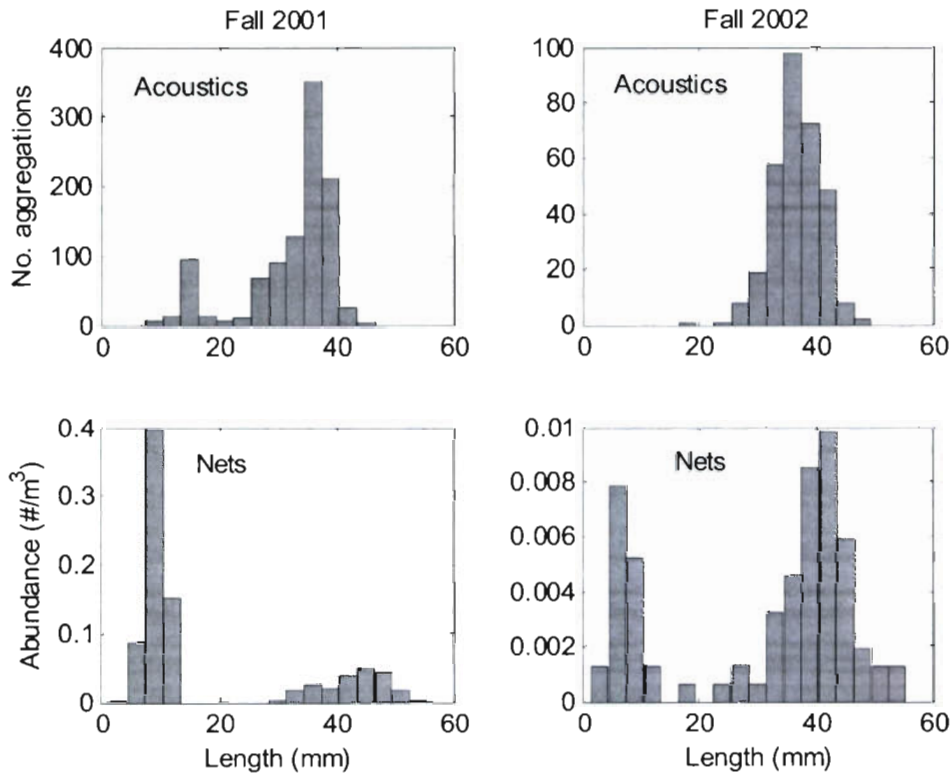 Fall 2001
Fall 2002
400
300
200
100
0
No. aggregations
Acoustics
0 20 40 60
100
80
60
40
20
0
Acoustics
0 20 40 60
0.4
0.3
0.2
0.1
0
Abundance (#/m³)
Nets
0 20 40 60
Length (mm)
0.01
0.008
0.006
0.004
0.002
0
Nets
0 20 40 60
Length (mm)